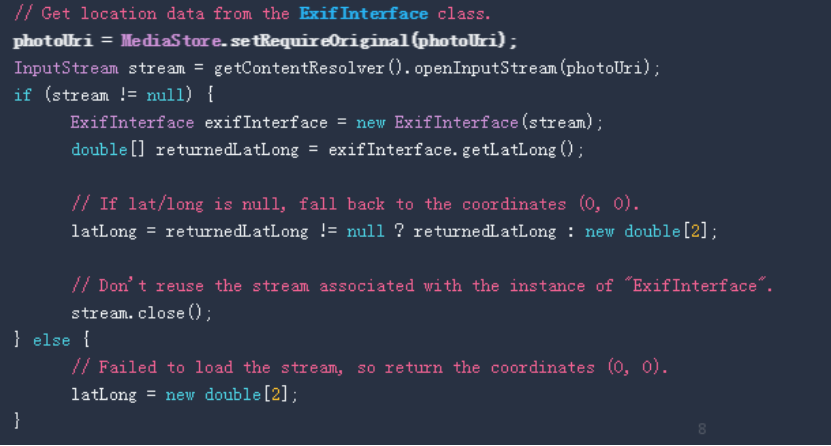 // Get location data from the ExifInterface class.
photoUri = MediaStore.setRequireOriginal(photoUri);
InputStream stream = getContentResolver().openInputStream(photoUri);
if (stream != null) {
ExifInterface exifInterface = new ExifInterface(stream);
double[] returnedLatLong = exifInterface.getLatLong();
// If lat/long is null, fall back to the coordinates (0, 0).
latLong = returnedLatLong != null ? returnedLatLong : new double[2];
// Don't reuse the stream associated with the instance of "ExifInterface".
stream.close();
} else {
// Failed to load the stream, so return the coordinates (0, 0).
latLong = new double[2];
}
8